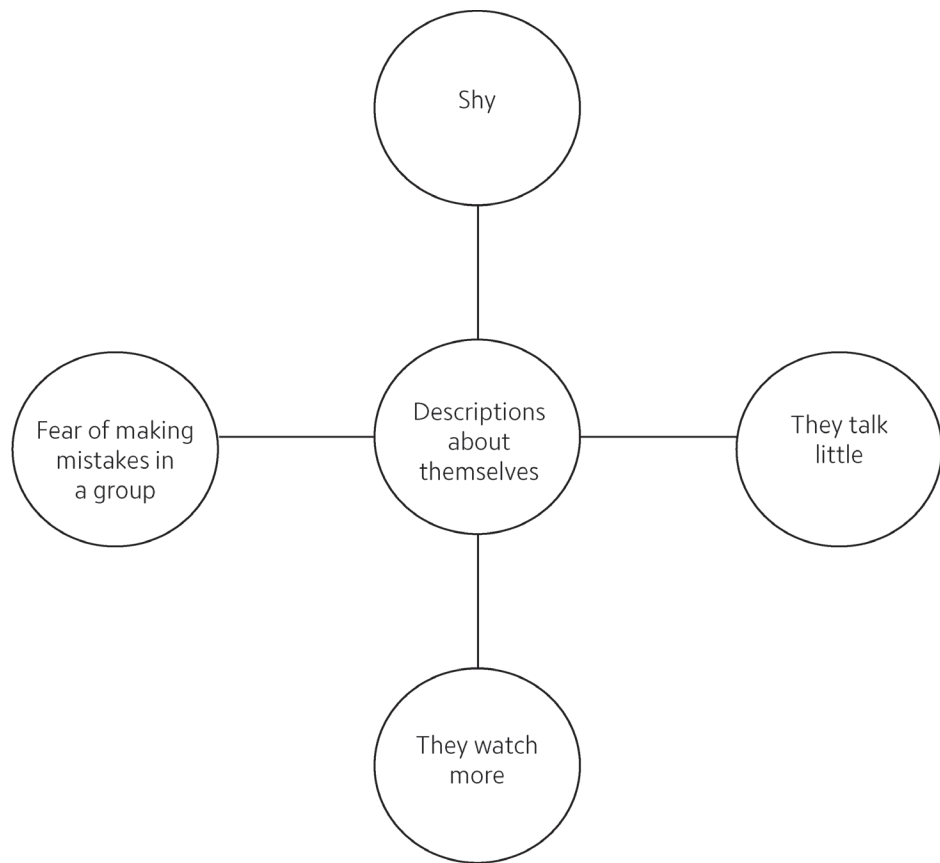 Shy
Fear of making
mistakes in
a group
Descriptions
about
themselves
They talk
little
They watch
more